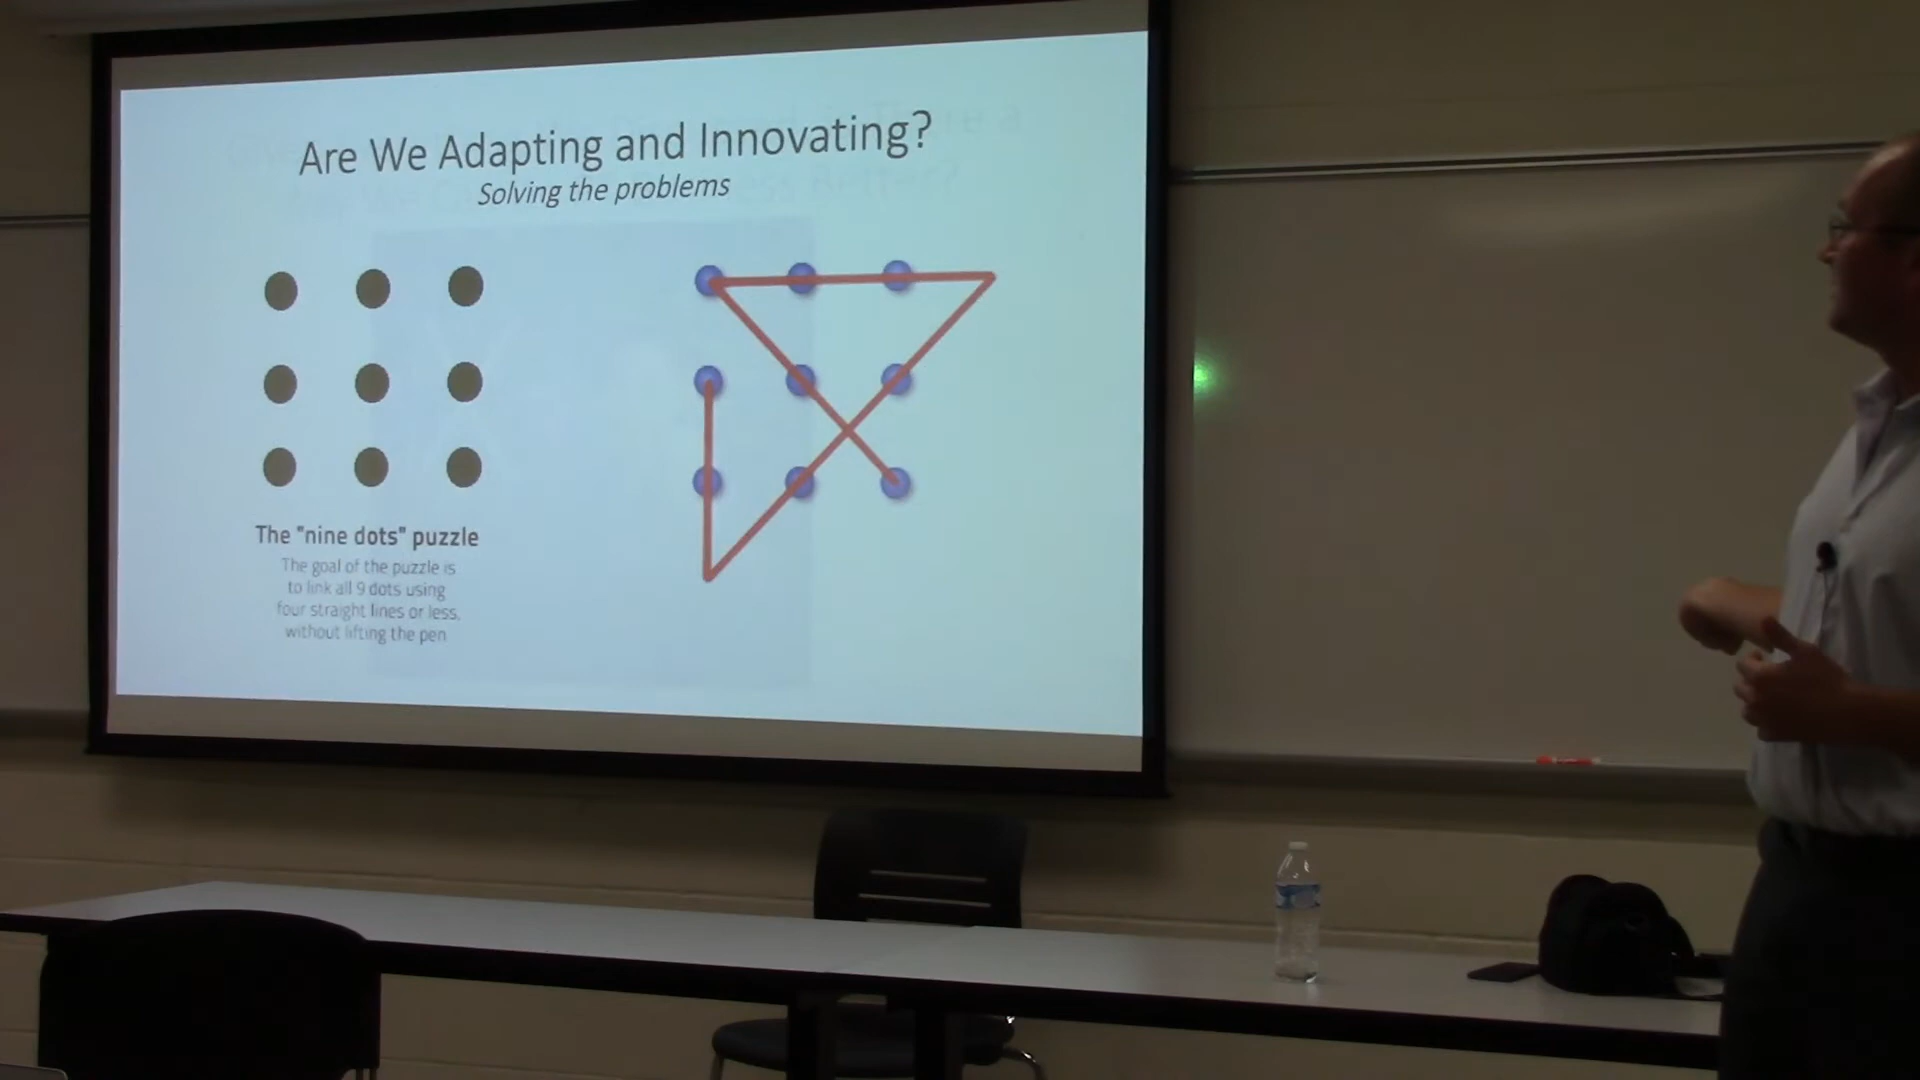 Are We Adapting and Innovating?
Solving the problems
The "nine dots" puzzle
The goal of the puzzle is
to link all 9 dots using
four straight lines or less,
without lifting the pen